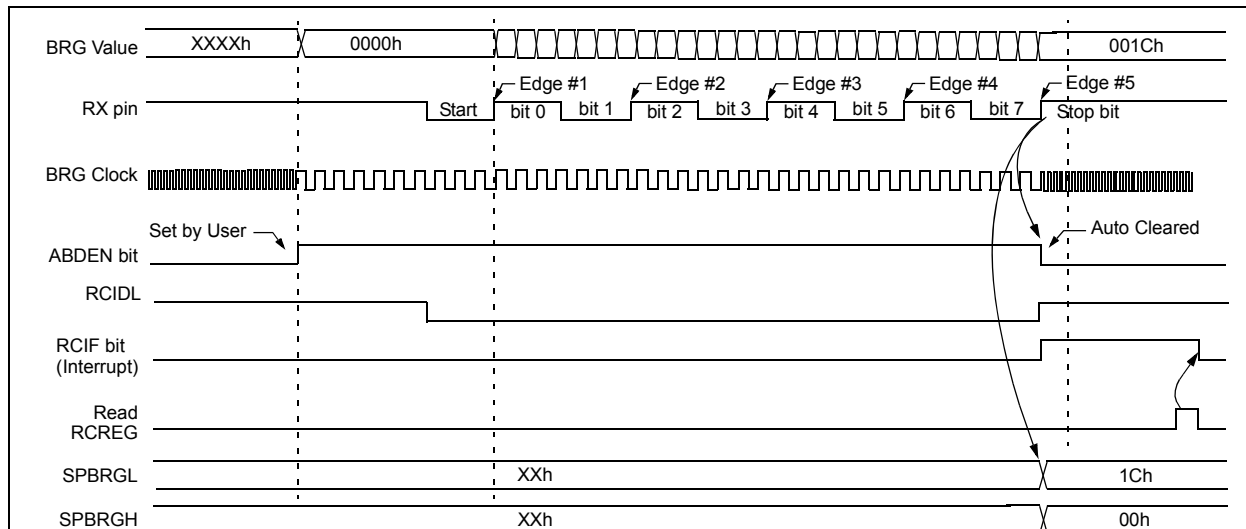 BRG Value XXXXh 0000h 001Ch
Edge #1 Edge #2 Edge #3 Edge #4 Edge #5
RX pin Start bit 0 bit 1 bit 2 bit 3 bit 4 bit 5 bit 6 bit 7 Stop bit
BRG Clock
Set by User Auto Cleared
ABDEN bit
RCIDL
RCIF bit
(Interrupt)
Read
RCREG
SPBRGL XXh 1Ch
SPBRGH XXh 00h